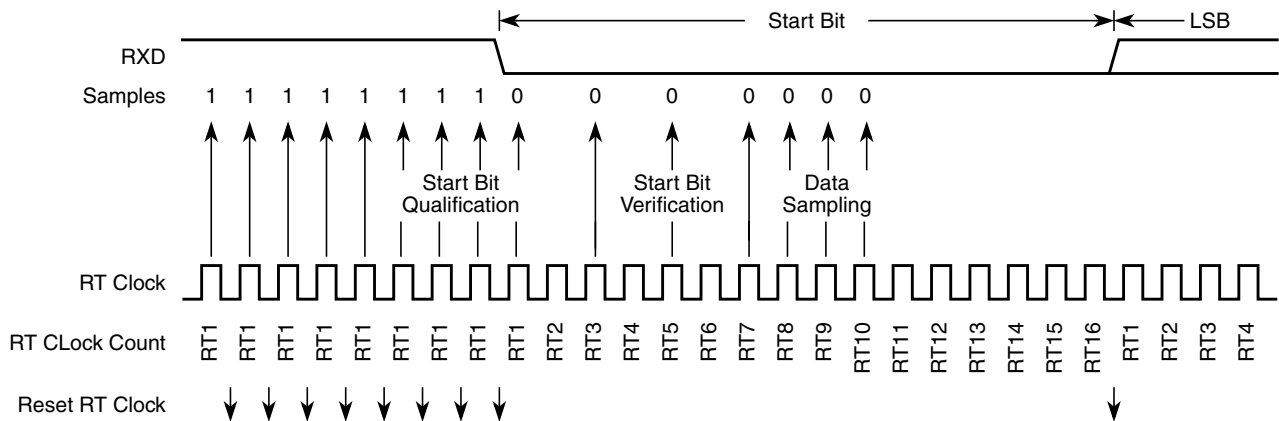 Start Bit LSB
RXD
Samples 1 1 1 1 1 1 1 1 0 0 0 0 0 0 0
Start Bit Qualification
Start Bit Verification
Data Sampling
RT Clock
RT CLock Count RT1 RT1 RT1 RT1 RT1 RT1 RT1 RT1 RT1 RT2 RT3 RT4 RT5 RT6 RT7 RT8 RT9 RT10 RT11 RT12 RT13 RT14 RT15 RT16 RT1 RT2 RT3 RT4
Reset RT Clock